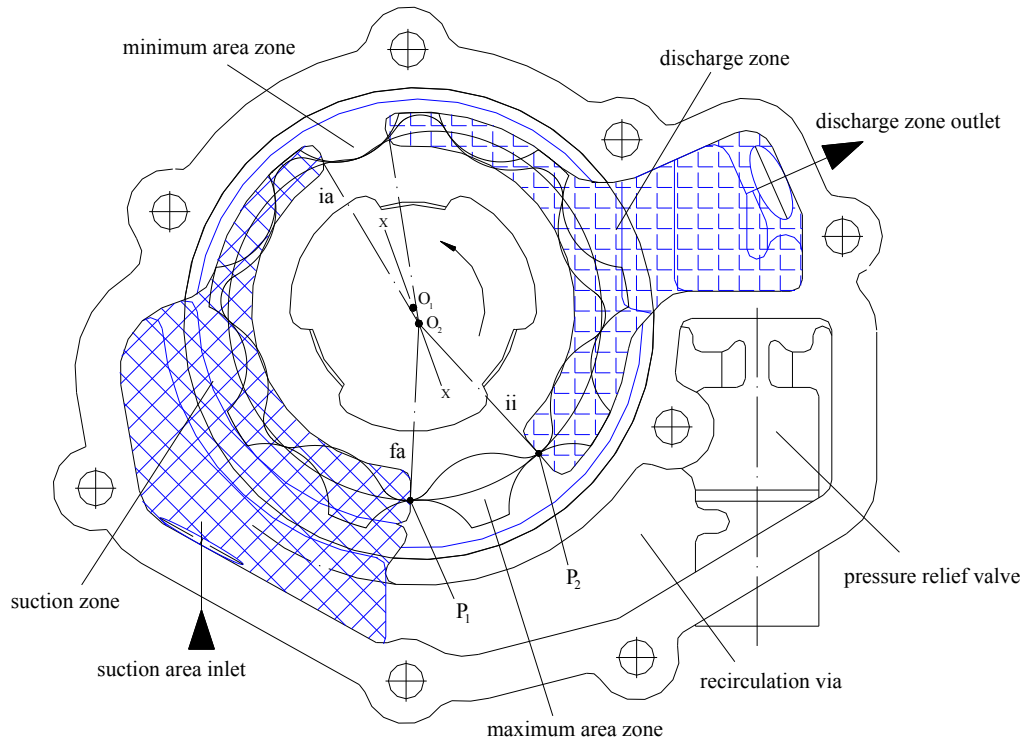 minimum area zone
discharge zone
discharge zone outlet
ia
x
O1
O2
x
ii
fa
P2
pressure relief valve
suction zone
P1
suction area inlet
recirculation via
maximum area zone